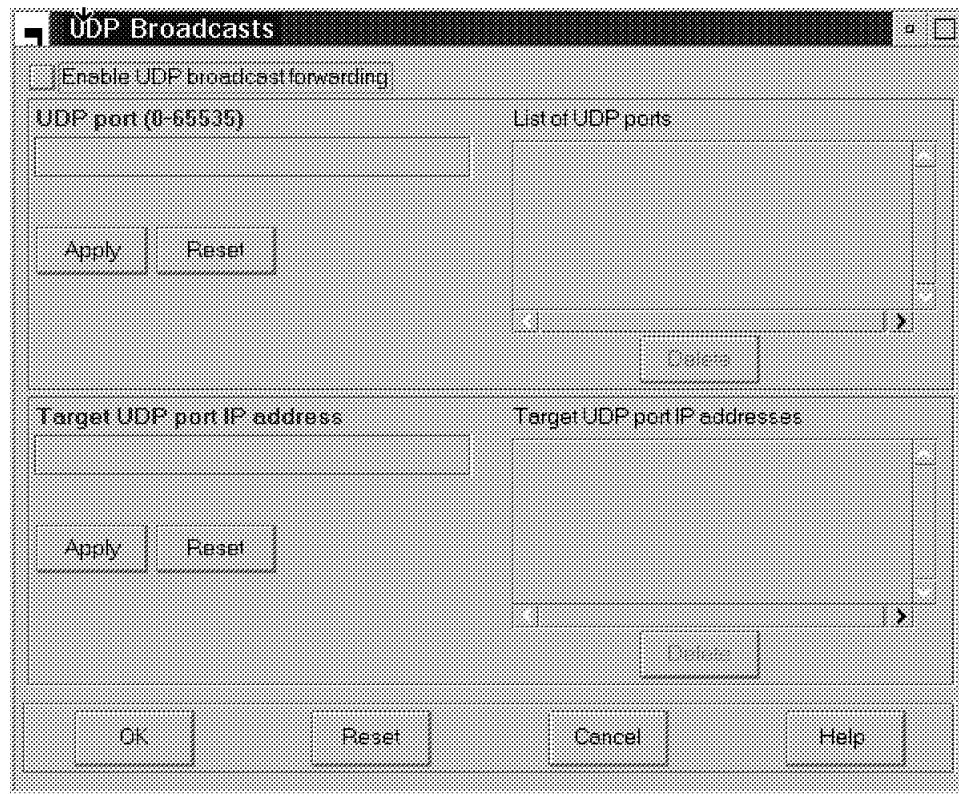 UDP Broadcasts
Enable UDP broadcast forwarding
UDP port (0-65535)
List of UDP ports
Apply
Reset
Delete
Target UDP port IP address
Target UDP port IP addresses
Apply
Reset
Delete
OK
Reset
Cancel
Help